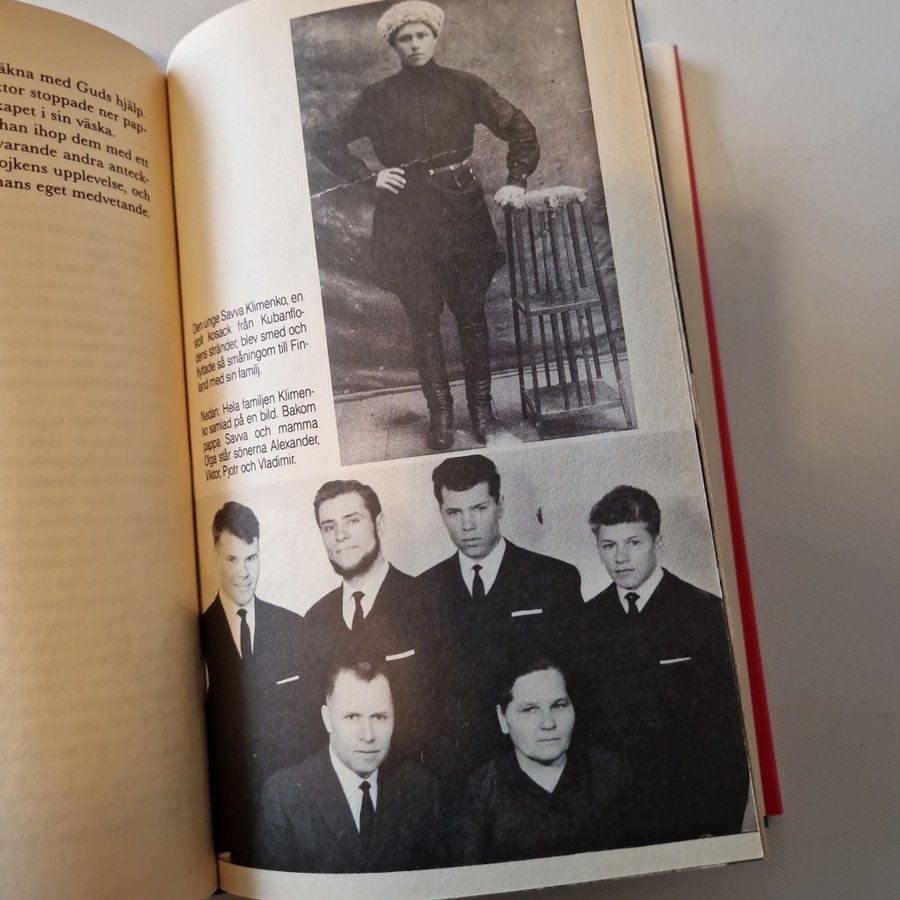 äkna med Guds hjälp.
ktor stoppade ner pap-
kapet i sin väska.
han ihop dem med ett
varande andra anteck-
ojkens upplevelse, och
hans eget medvetande.
Den unge Savva Klimenko, en
stolt kosack från Kubanflo-
dens stränder, blev smed och
flyttade så småningom till Fin-
land med sin familj.
Nedan: Hela familjen Klimen-
ko samlad på en bild. Bakom
pappa Savva och mamma
Olga står sönerna Alexander,
Viktor, Pjotr och Vladimir.